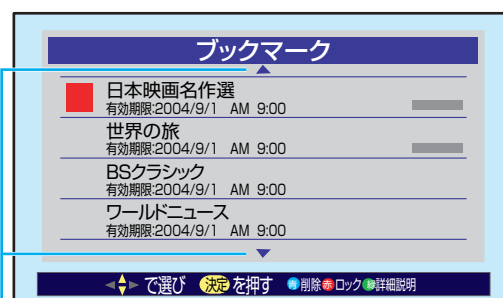 ブックマーク
日本映画名作選
有効期限:2004/9/1 AM 9:00
世界の旅
有効期限:2004/9/1 AM 9:00
BSクラシック
有効期限:2004/9/1 AM 9:00
ワールドニュース
有効期限:2004/9/1 AM 9:00
で選び 決定 を押す 青 削除 赤 ロック 緑 詳細説明